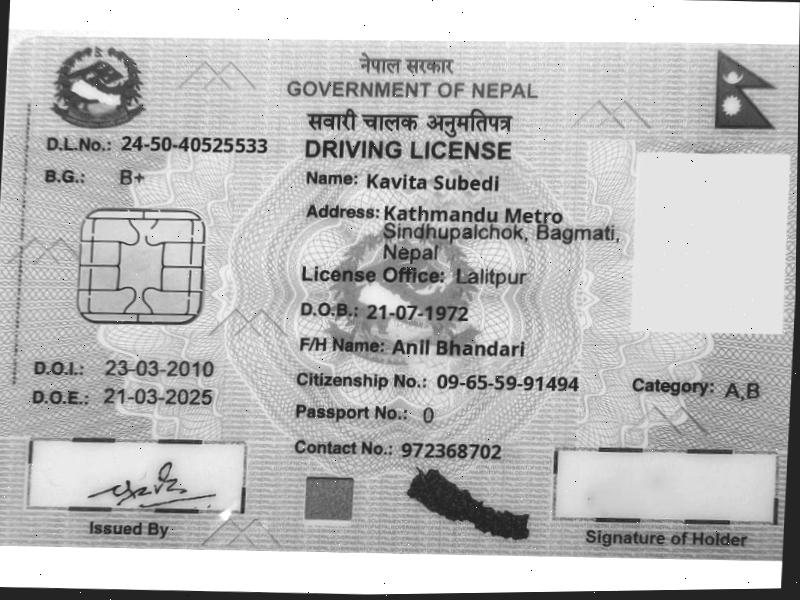 नेपाल सरकार
GOVERNMENT OF NEPAL
सवारी चालक अनुमतिपत्र
DRIVING LICENSE
D.L.No.: 24-50-40525533
B.G.: B+
Name: Kavita Subedi
Address: Kathmandu Metro
Sindhupalchok, Bagmati,
Nepal
License Office: Lalitpur
D.O.B.: 21-07-1972
F/H Name: Anil Bhandari
D.O.I.: 23-03-2010
D.O.E.: 21-03-2025
Citizenship No.: 09-65-59-91494
Category: A,B
Passport No.: 0
Contact No.: 972368702
Issued By
Signature of Holder